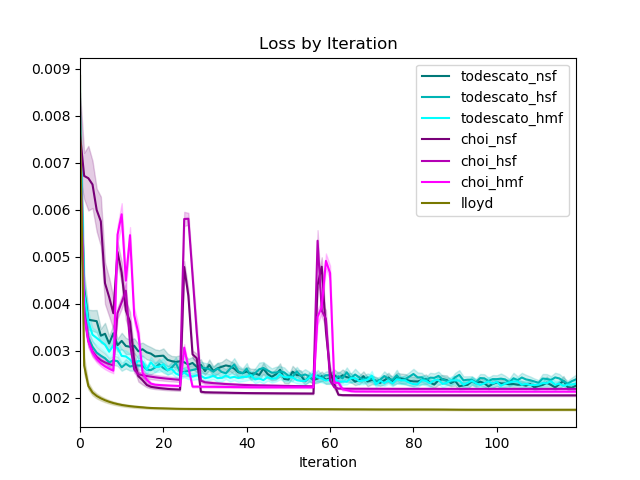 Loss by Iteration
0.009
0.008
0.007
0.006
0.005
0.004
0.003
0.002
0
20
40
60
80
100
Iteration
todescato_nsf
todescato_hsf
todescato_hmf
choi_nsf
choi_hsf
choi_hmf
lloyd